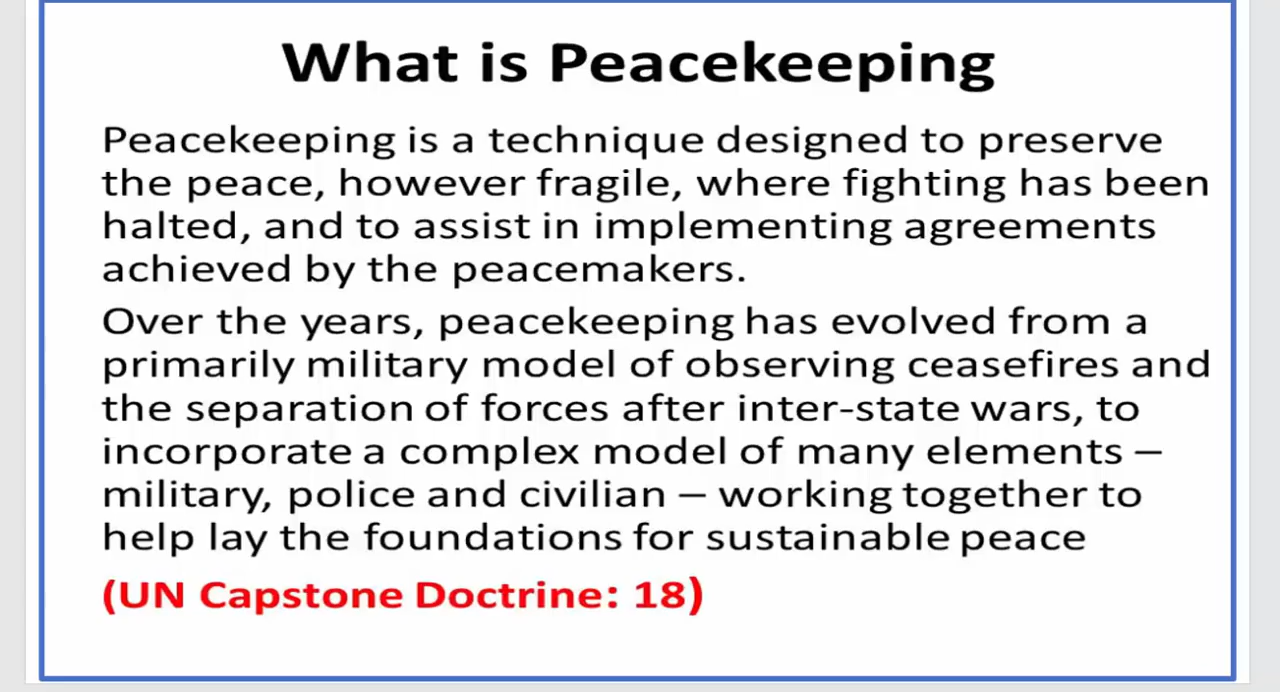 What is Peacekeeping
Peacekeeping is a technique designed to preserve
the peace, however fragile, where fighting has been
halted, and to assist in implementing agreements
achieved by the peacemakers.
Over the years, peacekeeping has evolved from a
primarily military model of observing ceasefires and
the separation of forces after inter-state wars, to
incorporate a complex model of many elements –
military, police and civilian – working together to
help lay the foundations for sustainable peace
(UN Capstone Doctrine: 18)